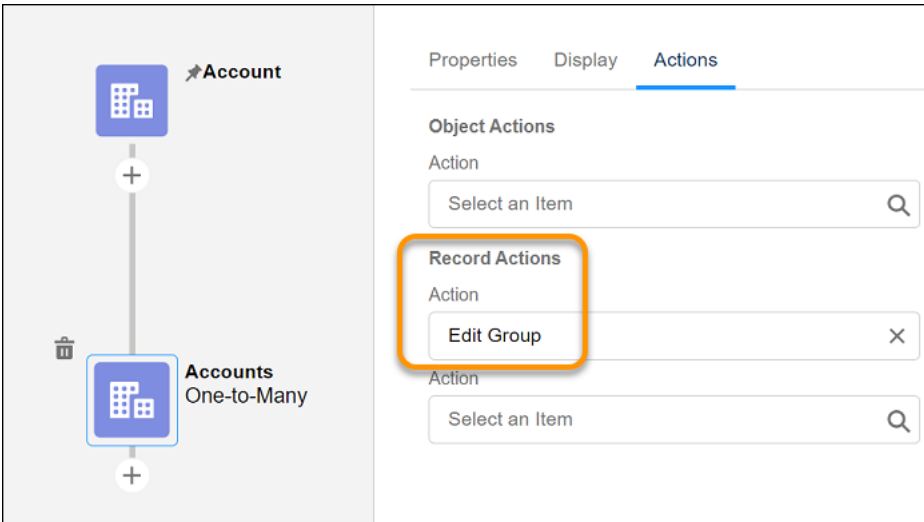 Account
Accounts
One-to-Many
Properties Display Actions
Object Actions
Action
Select an Item
Record Actions
Action
Edit Group
Action
Select an Item